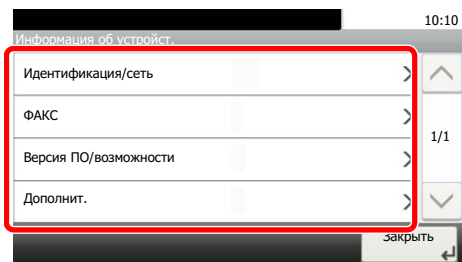 10:10
Информация об устройст.
Идентификация/сеть
ФАКС
1/1
Версия ПО/возможности
Дополнит.
Закрыть